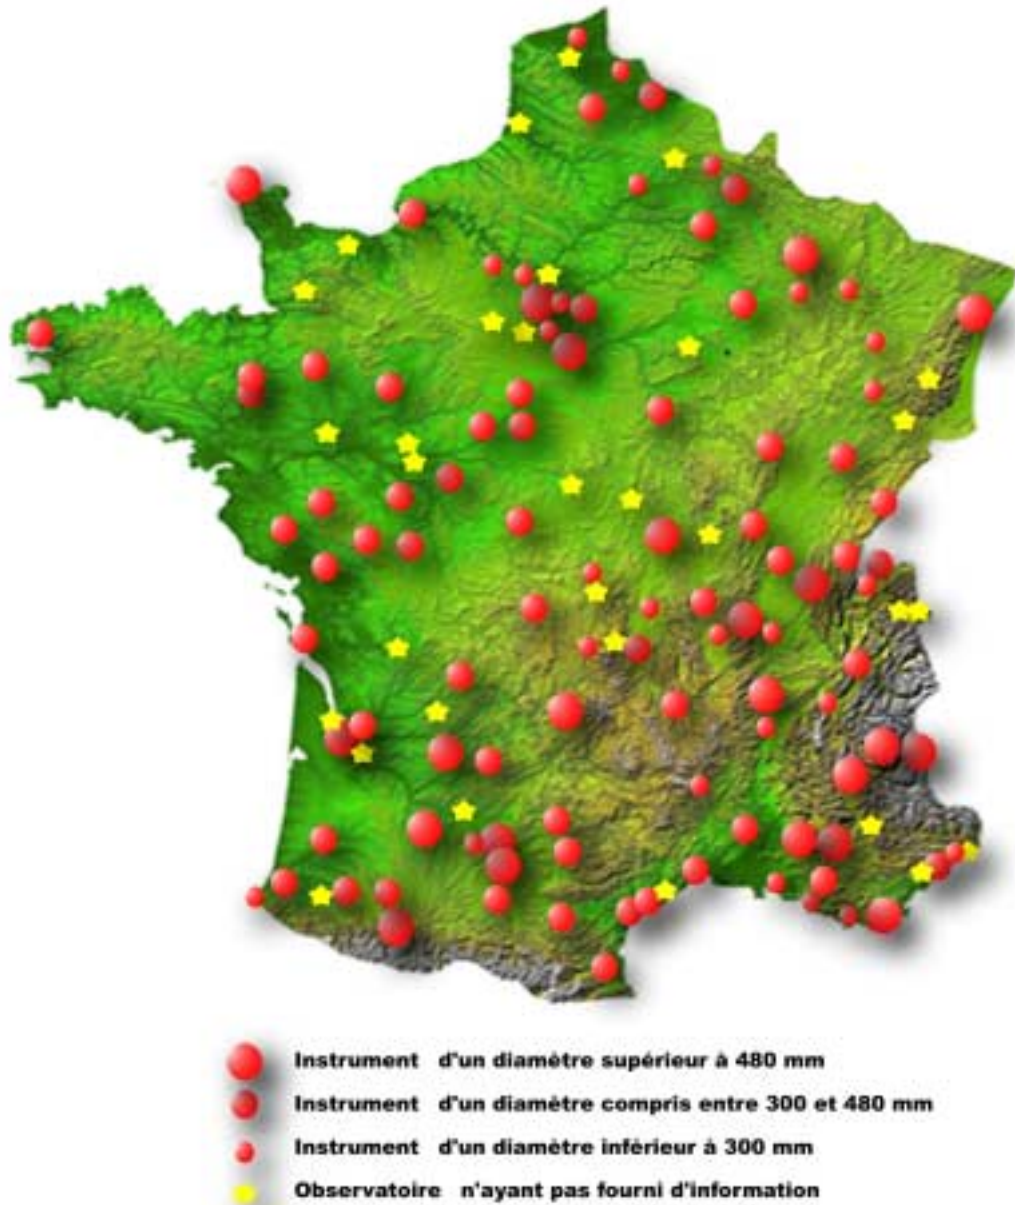 Instrument d'un diamètre supérieur à 480 mm
Instrument d'un diamètre compris entre 300 et 480 mm
Instrument d'un diamètre inférieur à 300 mm
Observatoire n'ayant pas fourni d'information